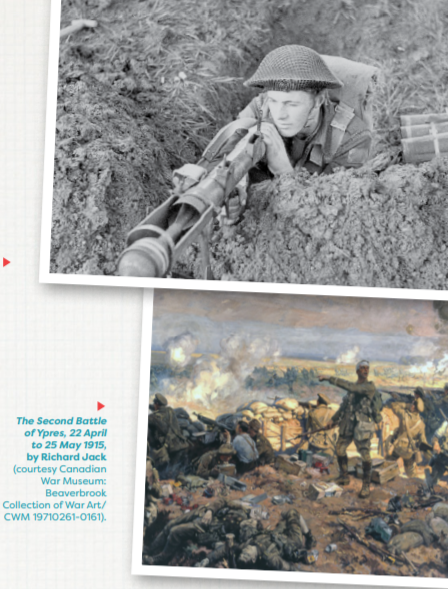 The Second Battle
of Ypres, 22 April
to 25 May 1915,
by Richard Jack
(courtesy Canadian
War Museum:
Beaverbrook
Collection of War Art/
CWM 19710261-0161).